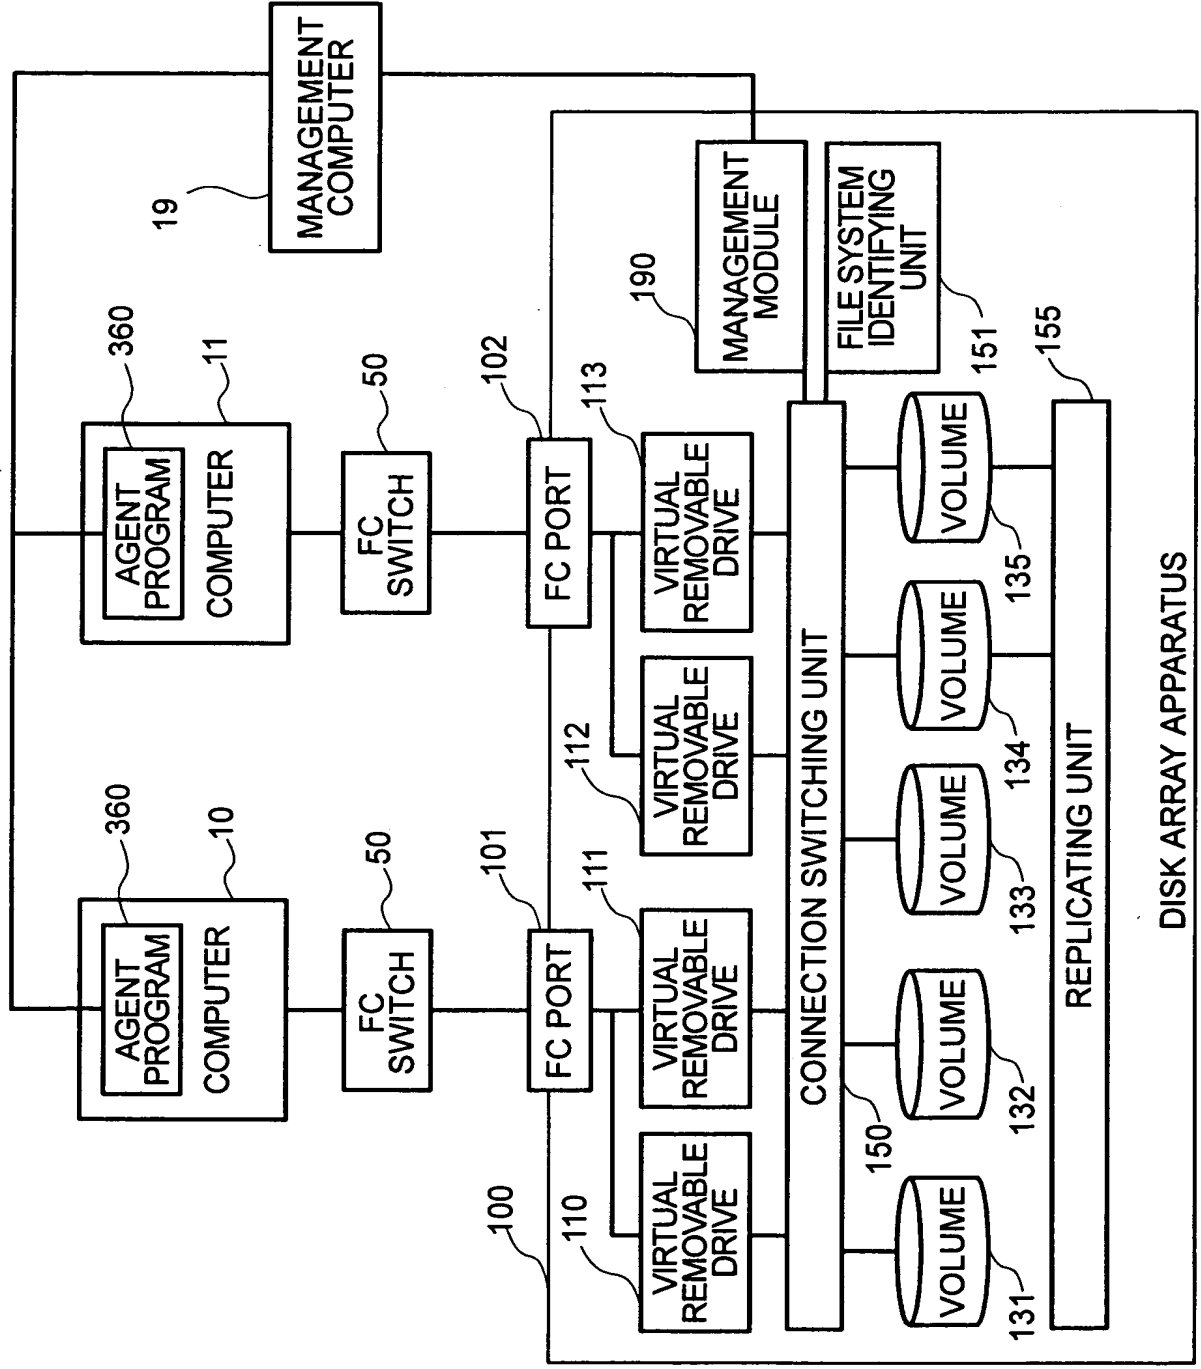 360
10
AGENT
PROGRAM
COMPUTER
360
11
AGENT
PROGRAM
COMPUTER
19
MANAGEMENT
COMPUTER
50
FC
SWITCH
50
FC
SWITCH
100
101
FC PORT
102
FC PORT
110
VIRTUAL
REMOVABLE
DRIVE
111
VIRTUAL
REMOVABLE
DRIVE
112
VIRTUAL
REMOVABLE
DRIVE
113
VIRTUAL
REMOVABLE
DRIVE
190
MANAGEMENT
MODULE
CONNECTION SWITCHING UNIT
150
FILE SYSTEM
IDENTIFYING
UNIT
151
VOLUME
131
VOLUME
132
VOLUME
133
VOLUME
134
VOLUME
135
155
REPLICATING UNIT
DISK ARRAY APPARATUS